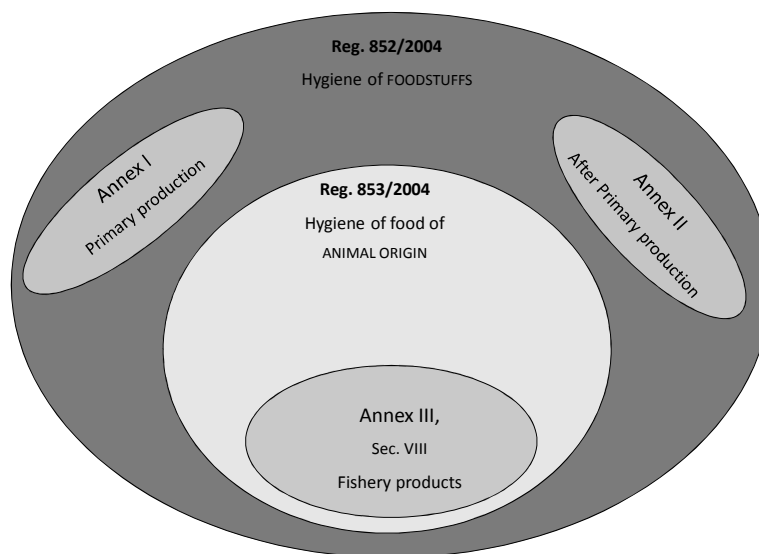 Reg. 852/2004
Hygiene of FOODSTUFFS
Annex I
Primary production
Annex II
After Primary production
Reg. 853/2004
Hygiene of food of
ANIMAL ORIGIN
Annex III,
Sec. VIII
Fishery products